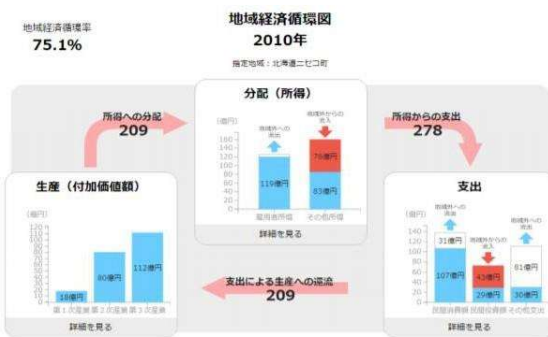 地域経済循環図
2010年
地域経済循環率
75.1%
指定地域：北海道ニセコ町
所得への分配
209
分配（所得）
(億円)
160
140
120
100
80
60
40
20
0
地域外への
流出
地域外からの
流入
119億円
76億円
83億円
雇用者所得
その他所得
詳細を見る
所得からの支出
278
生産（付加価値額）
(億円)
120
110
100
90
80
70
60
50
40
30
20
10
0
18億円
80億円
112億円
第１次産業
第２次産業
第３次産業
詳細を見る
支出による生産への還流
209
支出
(億円)
140
120
100
80
60
40
20
0
地域外への
流出
地域外からの
流入
地域外への
流出
31億円
107億円
43億円
29億円
81億円
30億円
民間消費額
民間投資額
その他支出
詳細を見る